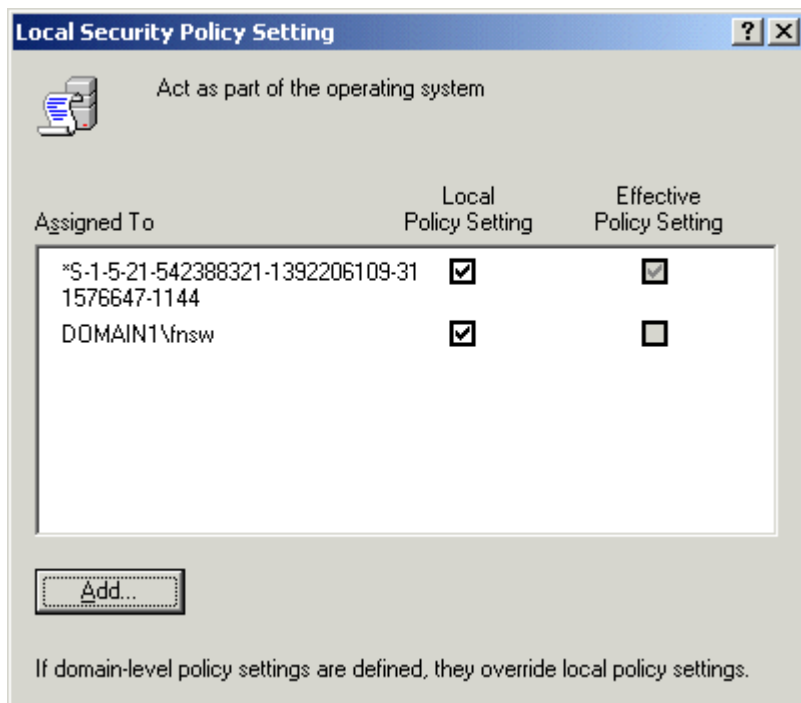 Local Security Policy Setting
Act as part of the operating system
Local
Effective
Assigned To
Policy Setting
Policy Setting
*S-1-5-21-542388321-1392206109-31
1576647-1144
DOMAIN1\fnsw
Add...
If domain-level policy settings are defined, they override local policy settings.